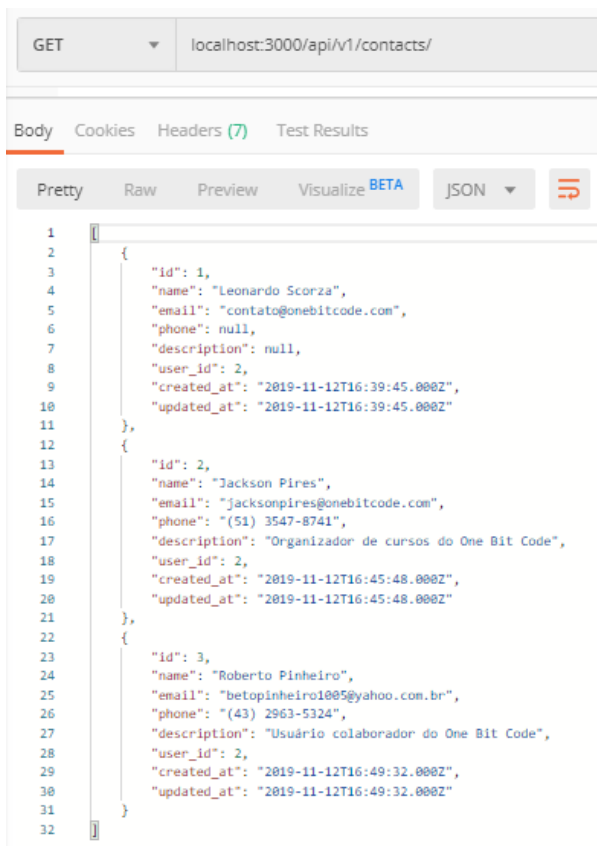 GET localhost:3000/api/v1/contacts/
Body Cookies Headers (7) Test Results
Pretty Raw Preview Visualize BETA JSON
1 [
2 {
3 "id": 1,
4 "name": "Leonardo Scorza",
5 "email": "contato@onebitcode.com",
6 "phone": null,
7 "description": null,
8 "user_id": 2,
9 "created_at": "2019-11-12T16:39:45.000Z",
10 "updated_at": "2019-11-12T16:39:45.000Z"
11 },
12 {
13 "id": 2,
14 "name": "Jackson Pires",
15 "email": "jacksonpires@onebitcode.com",
16 "phone": "(51) 3547-8741",
17 "description": "Organizador de cursos do One Bit Code",
18 "user_id": 2,
19 "created_at": "2019-11-12T16:45:48.000Z",
20 "updated_at": "2019-11-12T16:45:48.000Z"
21 },
22 {
23 "id": 3,
24 "name": "Roberto Pinheiro",
25 "email": "betopinheiro1005@yahoo.com.br",
26 "phone": "(43) 2963-5324",
27 "description": "Usuário colaborador do One Bit Code",
28 "user_id": 2,
29 "created_at": "2019-11-12T16:49:32.000Z",
30 "updated_at": "2019-11-12T16:49:32.000Z"
31 }
32 ]